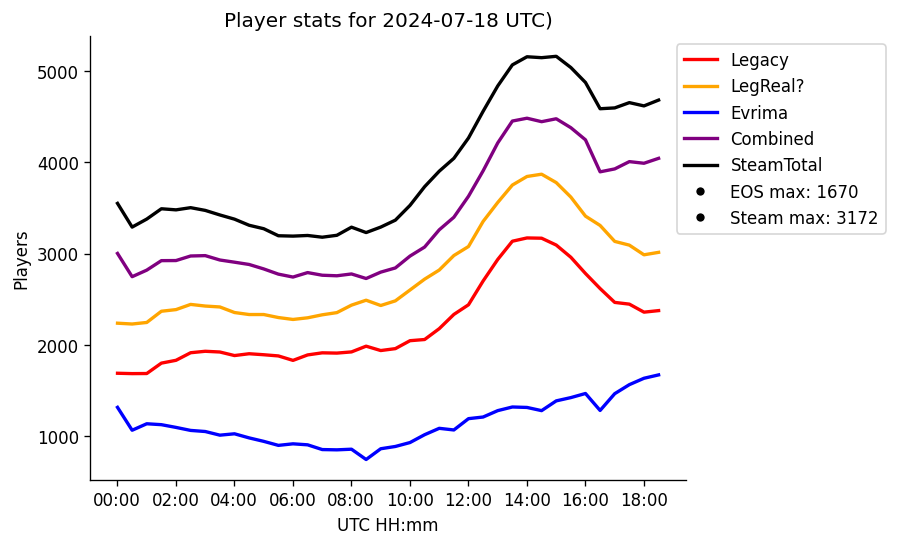 Player stats for 2024-07-18 UTC)
Players
5000
4000
3000
2000
1000
00:00 02:00 04:00 06:00 08:00 10:00 12:00 14:00 16:00 18:00
UTC HH:mm
Legacy
LegReal?
Evrima
Combined
SteamTotal
EOS max: 1670
Steam max: 3172